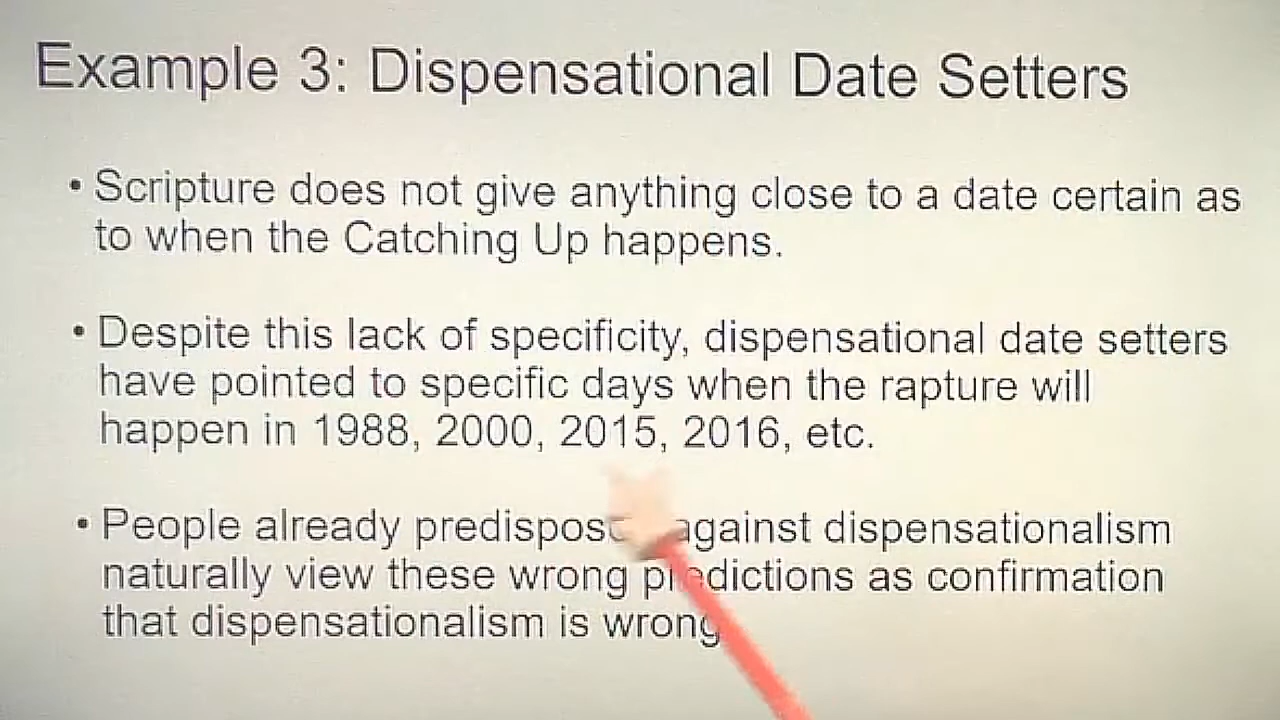 Example 3: Dispensational Date Setters
• Scripture does not give anything close to a date certain as
to when the Catching Up happens.
• Despite this lack of specificity, dispensational date setters
have pointed to specific days when the rapture will
happen in 1988, 2000, 2015, 2016, etc.
• People already against dispensationalism
naturally view these wrong predictions as confirmation
that dispensationalism is wrong